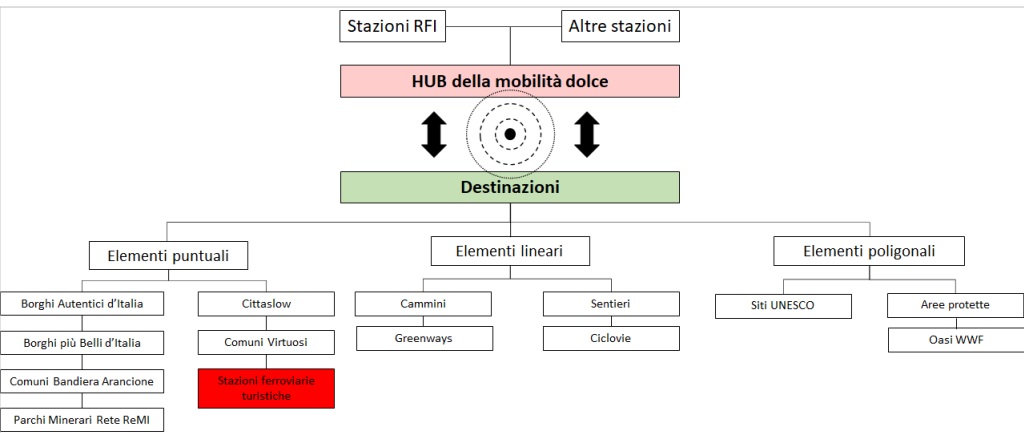 Stazioni RFI
Altre stazioni
HUB della mobilità dolce
Destinazioni
Elementi puntuali
Elementi lineari
Elementi poligonali
Borghi Autentici d'Italia
Cittaslow
Cammini
Sentieri
Siti UNESCO
Aree protette
Borghi più Belli d'Italia
Comuni Virtuosi
Greenways
Ciclovie
Oasi WWF
Comuni Bandiera Arancione
Stazioni ferroviarie
turistiche
Parchi Minerari Rete ReMI